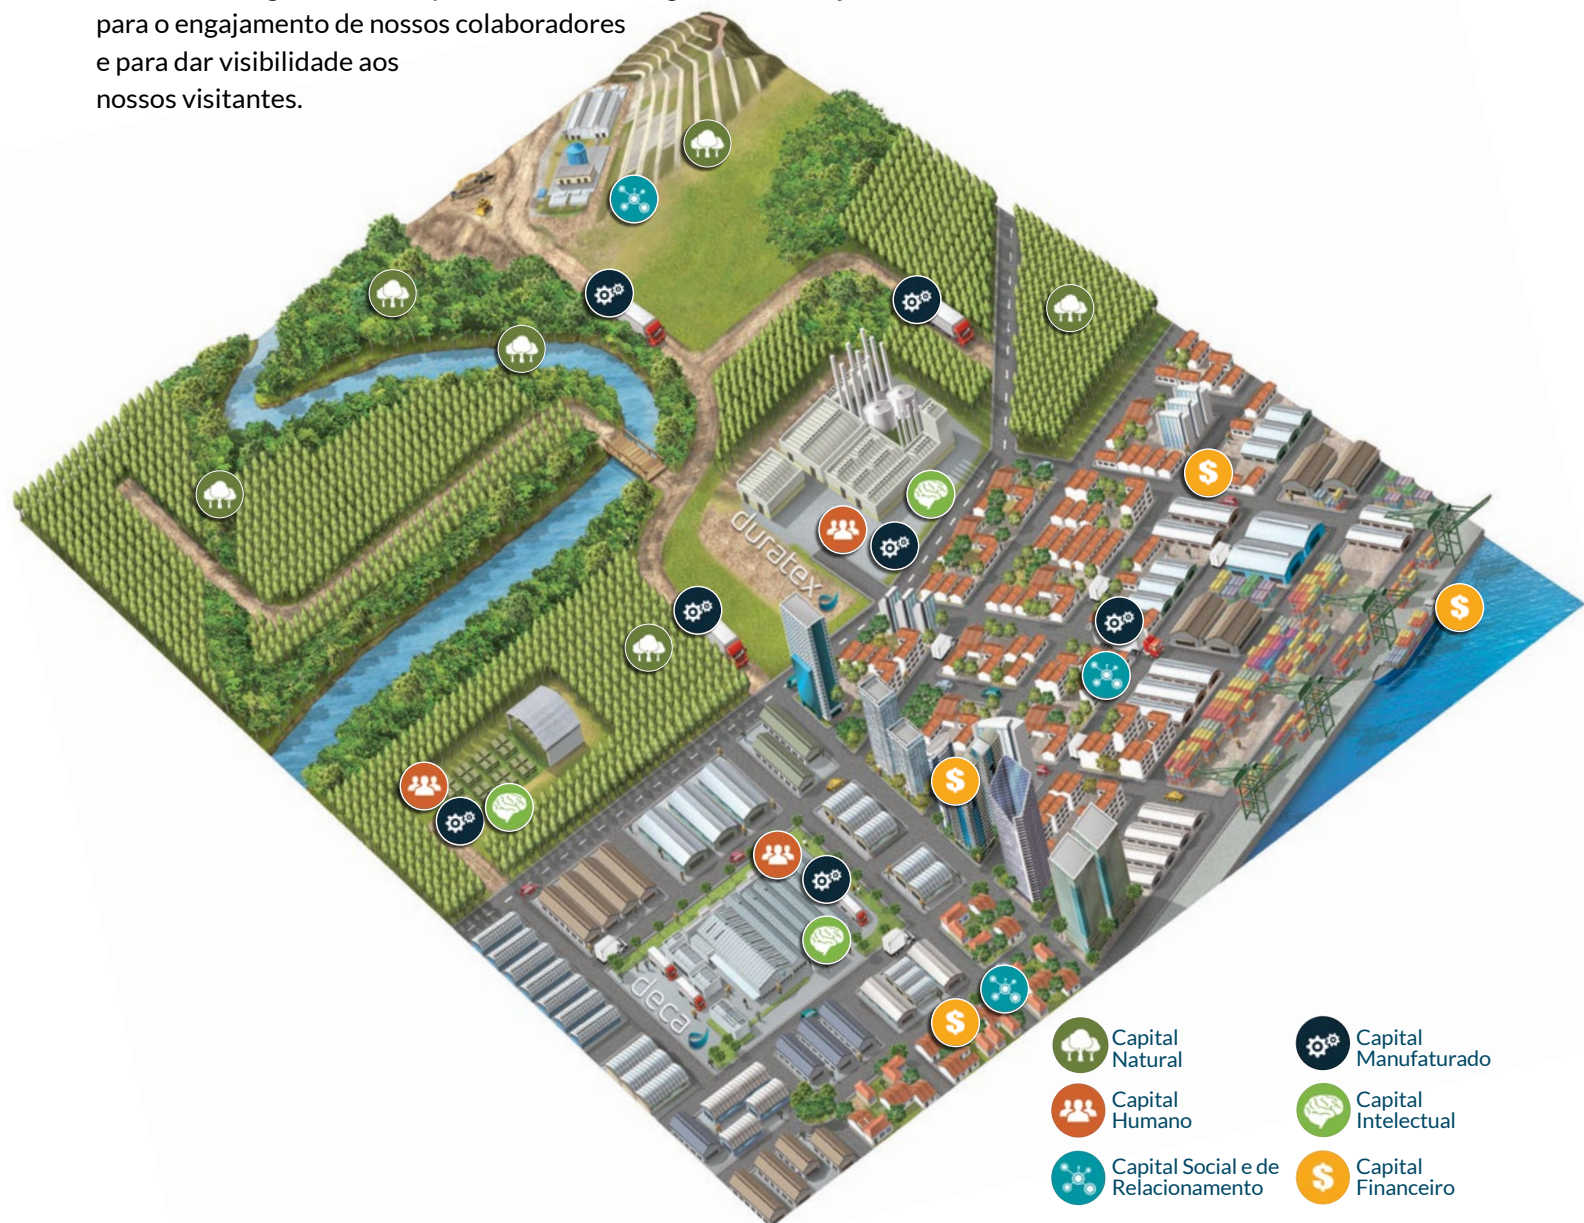 para o engajamento de nossos colaboradores
e para dar visibilidade aos
nossos visitantes.
duratex
deca
Capital
Natural
Capital
Manufaturado
Capital
Humano
Capital
Intelectual
Capital Social e de
Relacionamento
Capital
Financeiro